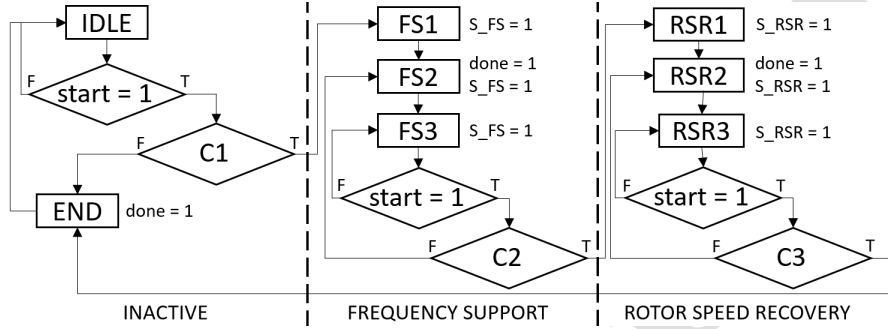 IDLE
F
T
start = 1
F
C1
T
END
done = 1
INACTIVE
FS1
S_FS = 1
FS2
done = 1
S_FS = 1
FS3
S_FS = 1
F
T
start = 1
F
C2
T
FREQUENCY SUPPORT
RSR1
S_RSR = 1
RSR2
done = 1
S_RSR = 1
RSR3
S_RSR = 1
F
T
start = 1
F
C3
T
ROTOR SPEED RECOVERY